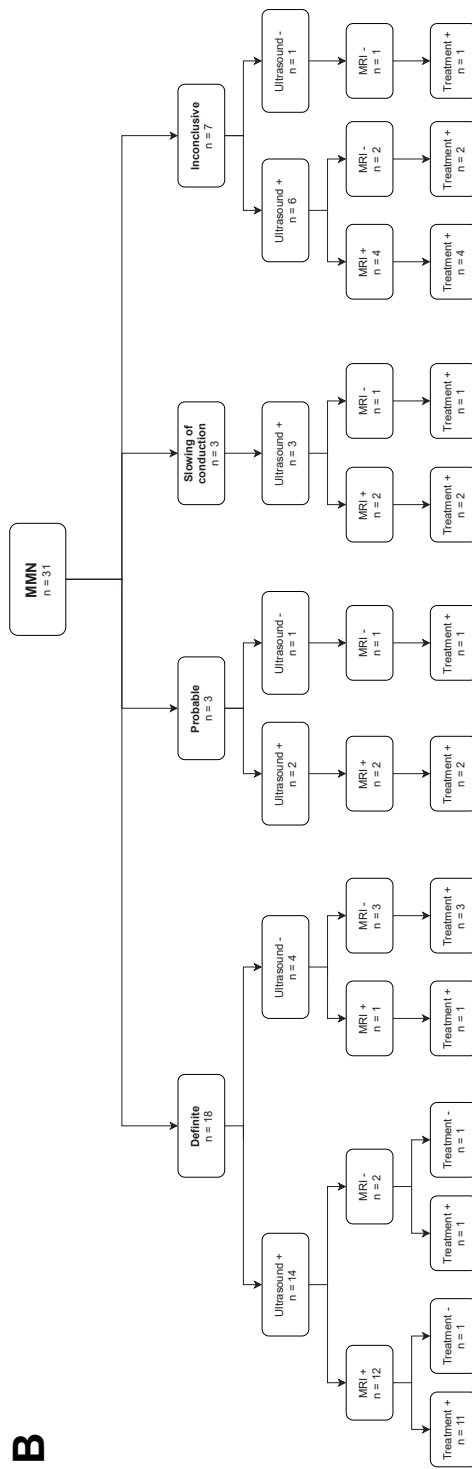 B
MMN
n = 31
Definite
n = 18
Probable
n = 3
Slowing of
conduction
n = 3
Inconclusive
n = 7
Ultrasound +
n = 14
Ultrasound -
n = 4
Ultrasound +
n = 2
Ultrasound -
n = 1
Ultrasound +
n = 3
Ultrasound +
n = 6
Ultrasound -
n = 1
MRI +
n = 12
MRI -
n = 2
MRI +
n = 1
MRI -
n = 3
MRI +
n = 2
MRI -
n = 1
MRI +
n = 2
MRI -
n = 1
MRI +
n = 4
MRI -
n = 2
MRI -
n = 1
Treatment +
n = 11
Treatment -
n = 1
Treatment +
n = 1
Treatment -
n = 1
Treatment +
n = 1
Treatment +
n = 3
Treatment +
n = 2
Treatment +
n = 1
Treatment +
n = 2
Treatment +
n = 1
Treatment +
n = 4
Treatment +
n = 2
Treatment +
n = 1